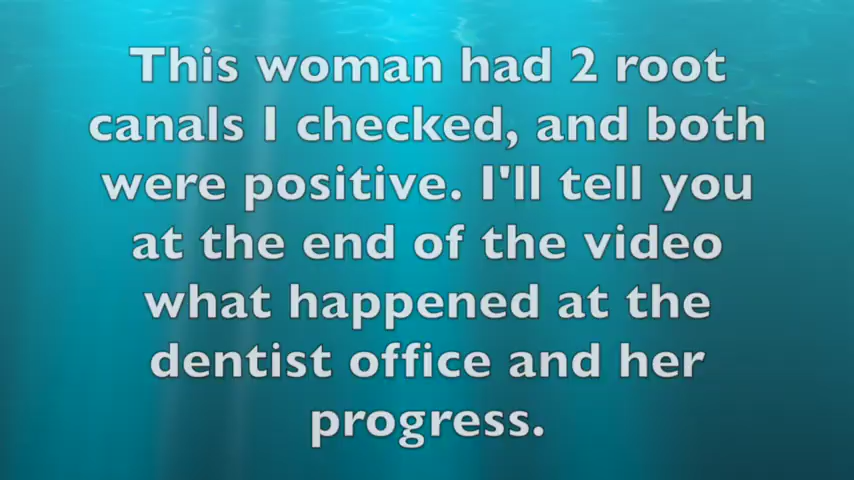 This woman had 2 root
canals I checked, and both
were positive. I'll tell you
at the end of the video
what happened at the
dentist office and her
progress.